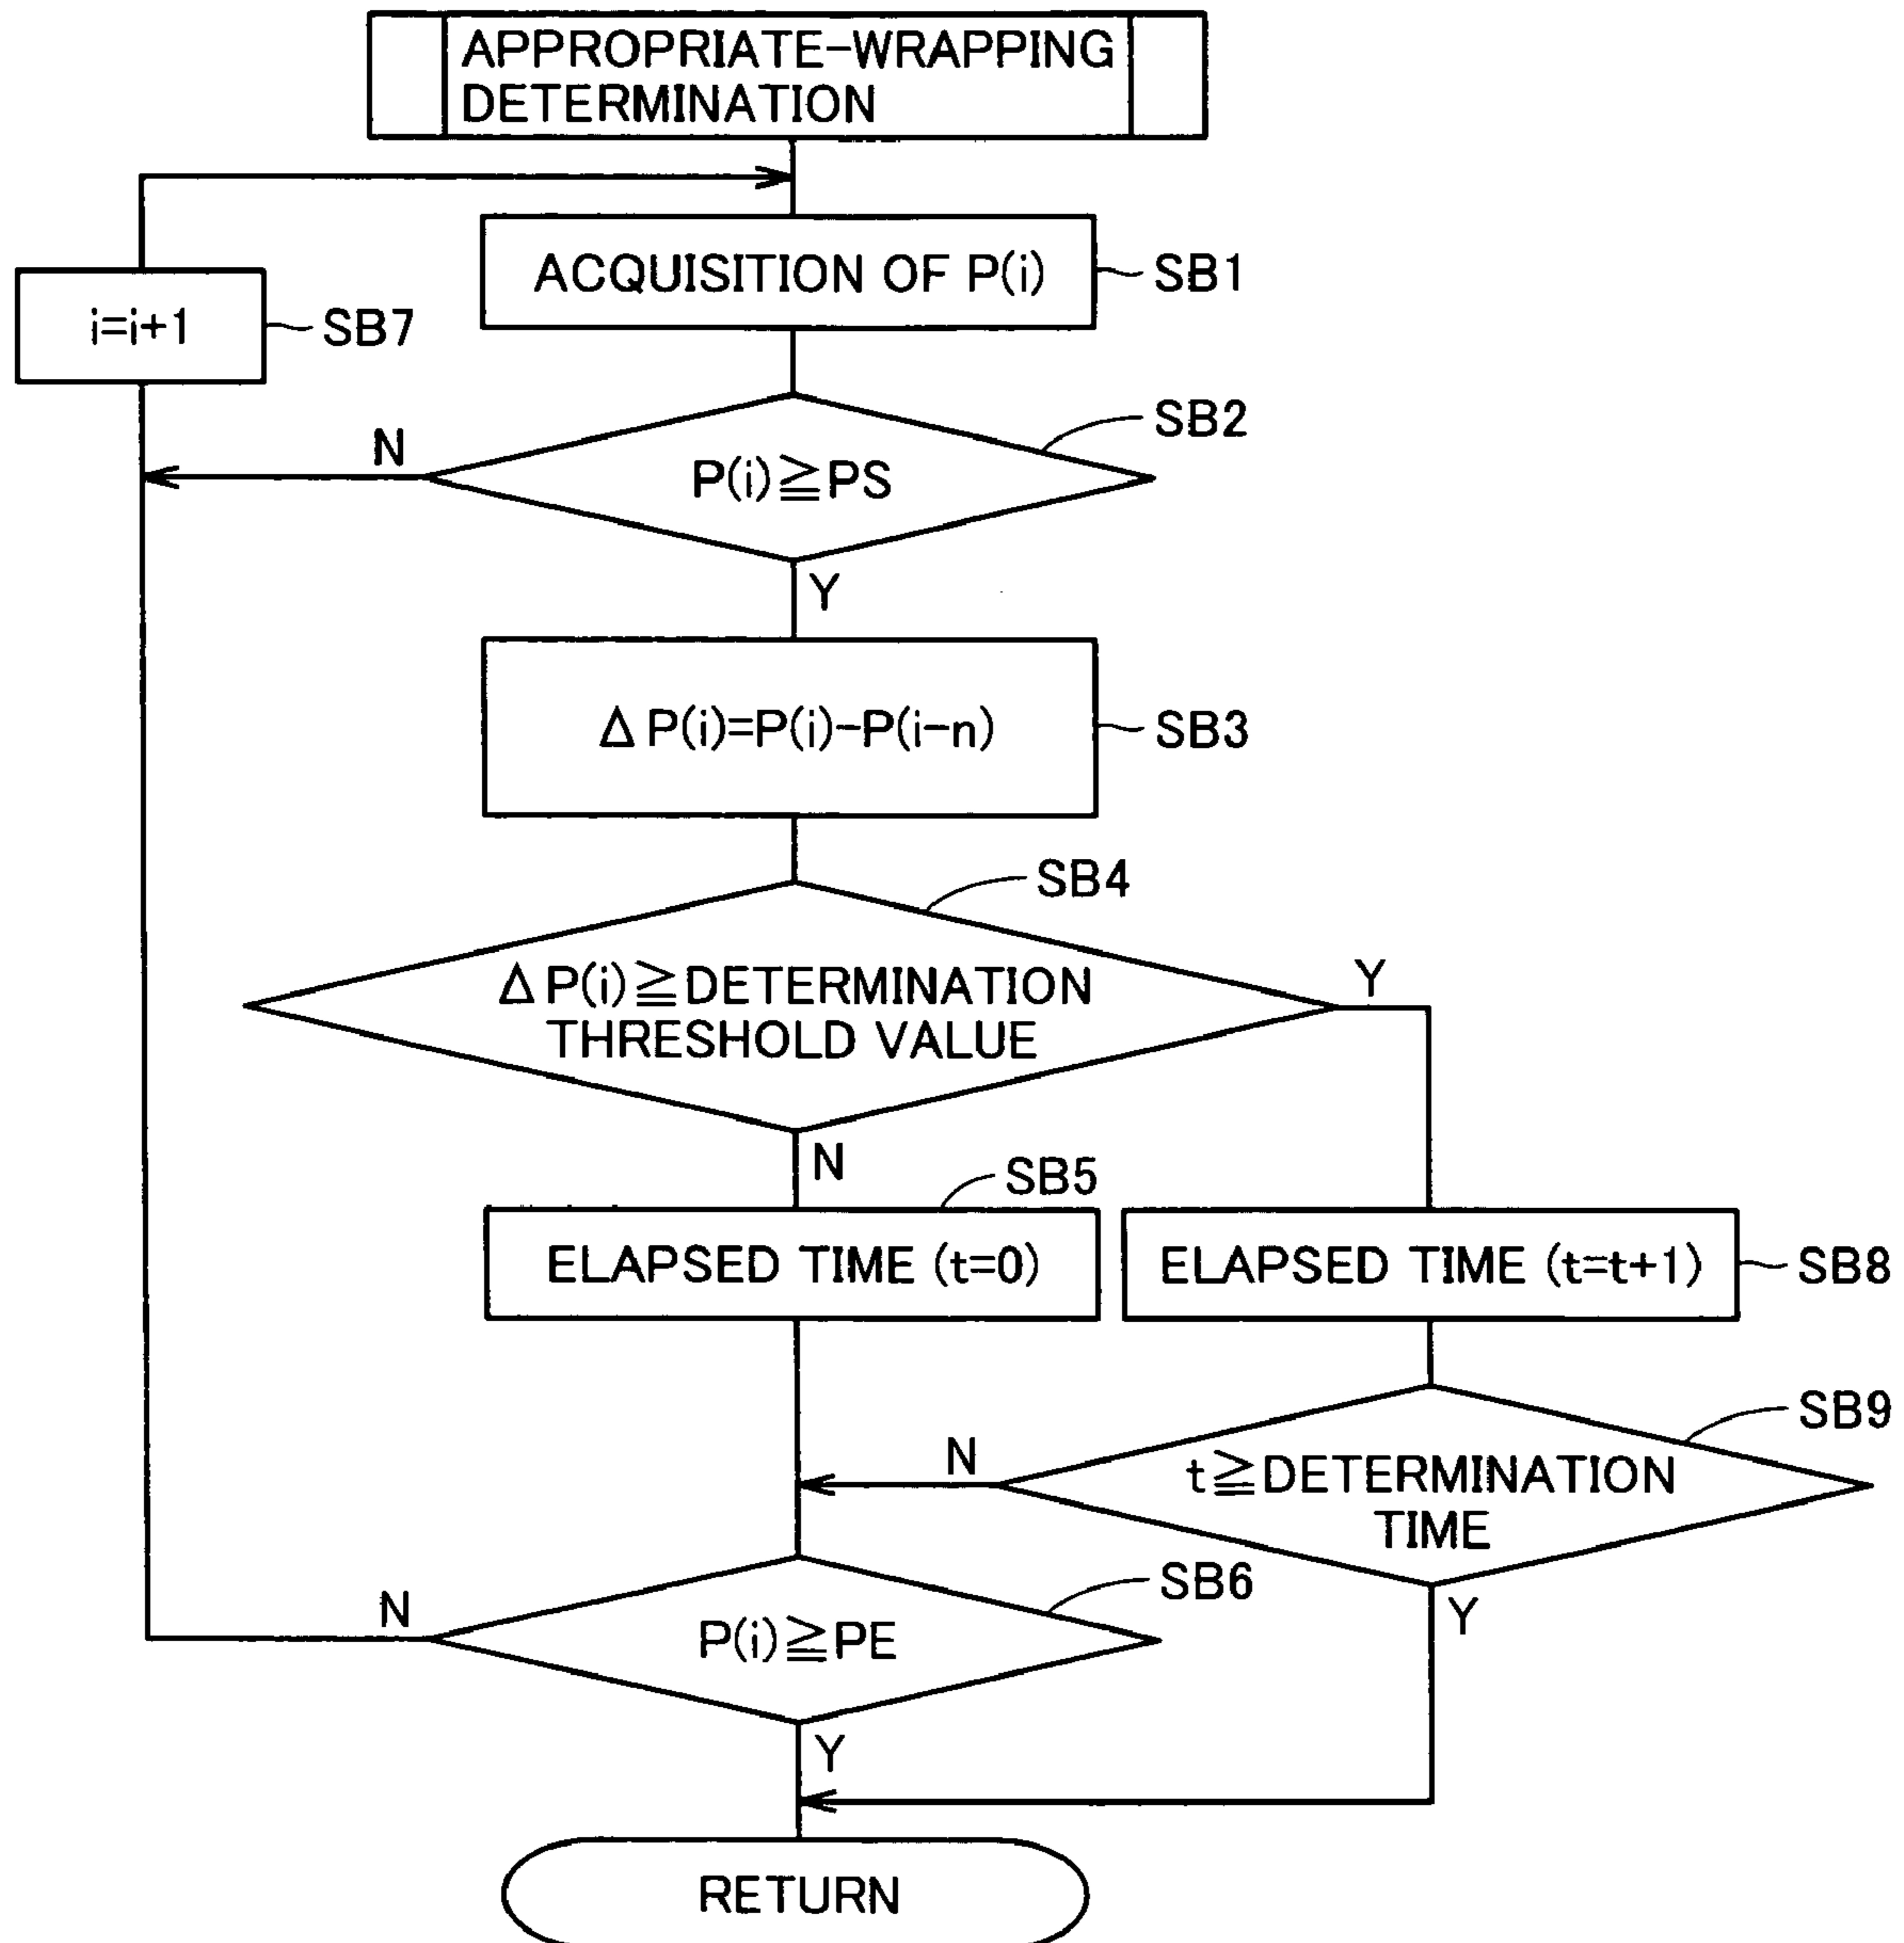 APPROPRIATE-WRAPPING
DETERMINATION
ACQUISITION OF P(i)
SB1
i=i+1
SB7
SB2
N
P(i)≧PS
Y
ΔP(i)=P(i)-P(i-n)
SB3
SB4
ΔP(i)≧DETERMINATION
THRESHOLD VALUE
Y
N
SB5
ELAPSED TIME (t=0)
ELAPSED TIME (t=t+1)
SB8
SB9
N
t≧DETERMINATION
TIME
Y
SB6
N
P(i)≧PE
Y
RETURN